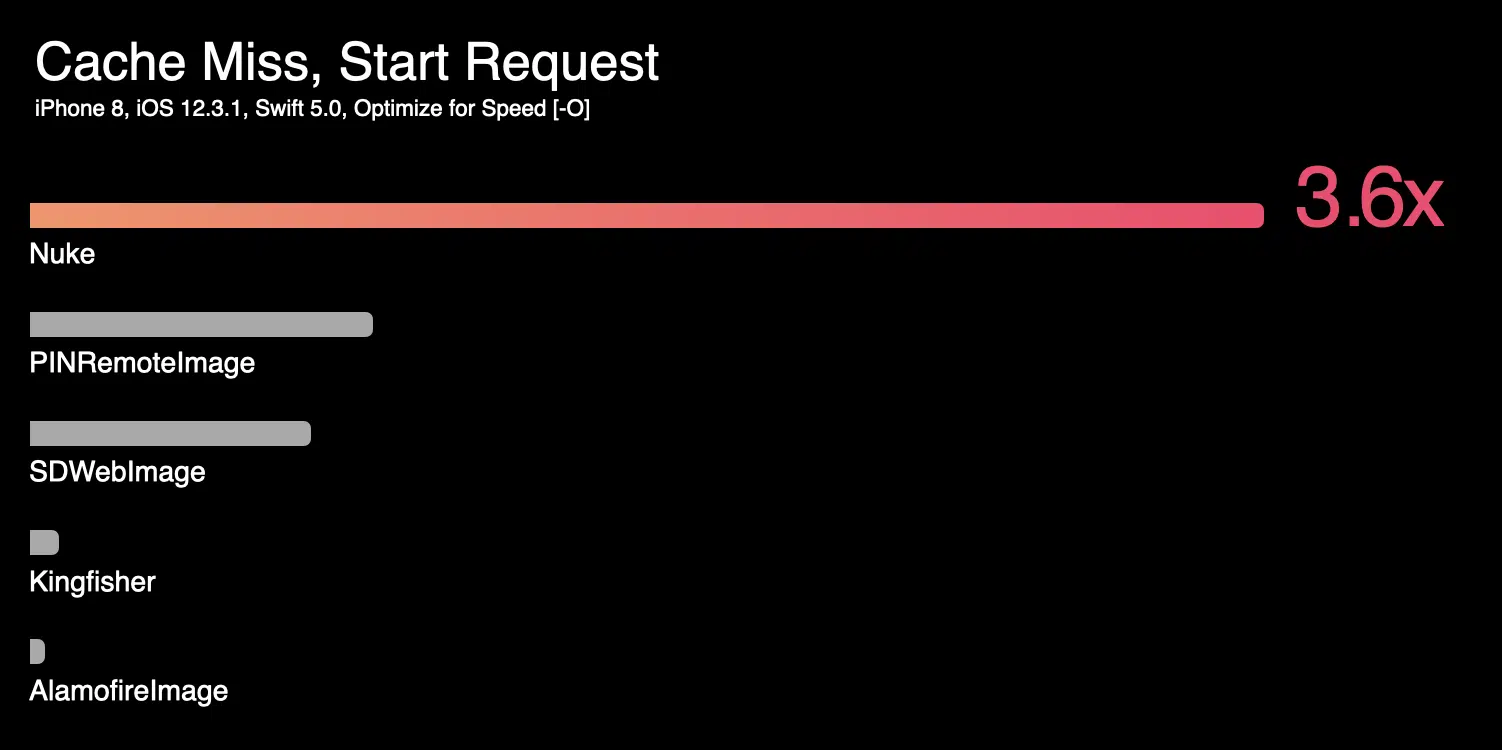 Cache Miss, Start Request
iPhone 8, iOS 12.3.1, Swift 5.0, Optimize for Speed [-O]
3.6x
Nuke
PINRemoteImage
SDWebImage
Kingfisher
AlamofireImage